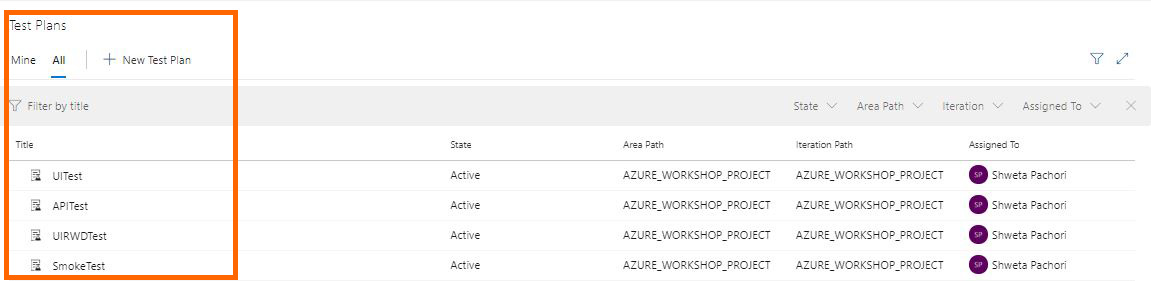 Test Plans
Mine All New Test Plan
Filter by title State Area Path Iteration Assigned To
Title State Area Path Iteration Path Assigned To
UITest Active AZURE_WORKSHOP_PROJECT AZURE_WORKSHOP_PROJECT SP Shweta Pachori
APITest Active AZURE_WORKSHOP_PROJECT AZURE_WORKSHOP_PROJECT SP Shweta Pachori
UIRWDTest Active AZURE_WORKSHOP_PROJECT AZURE_WORKSHOP_PROJECT SP Shweta Pachori
SmokeTest Active AZURE_WORKSHOP_PROJECT AZURE_WORKSHOP_PROJECT SP Shweta Pachori